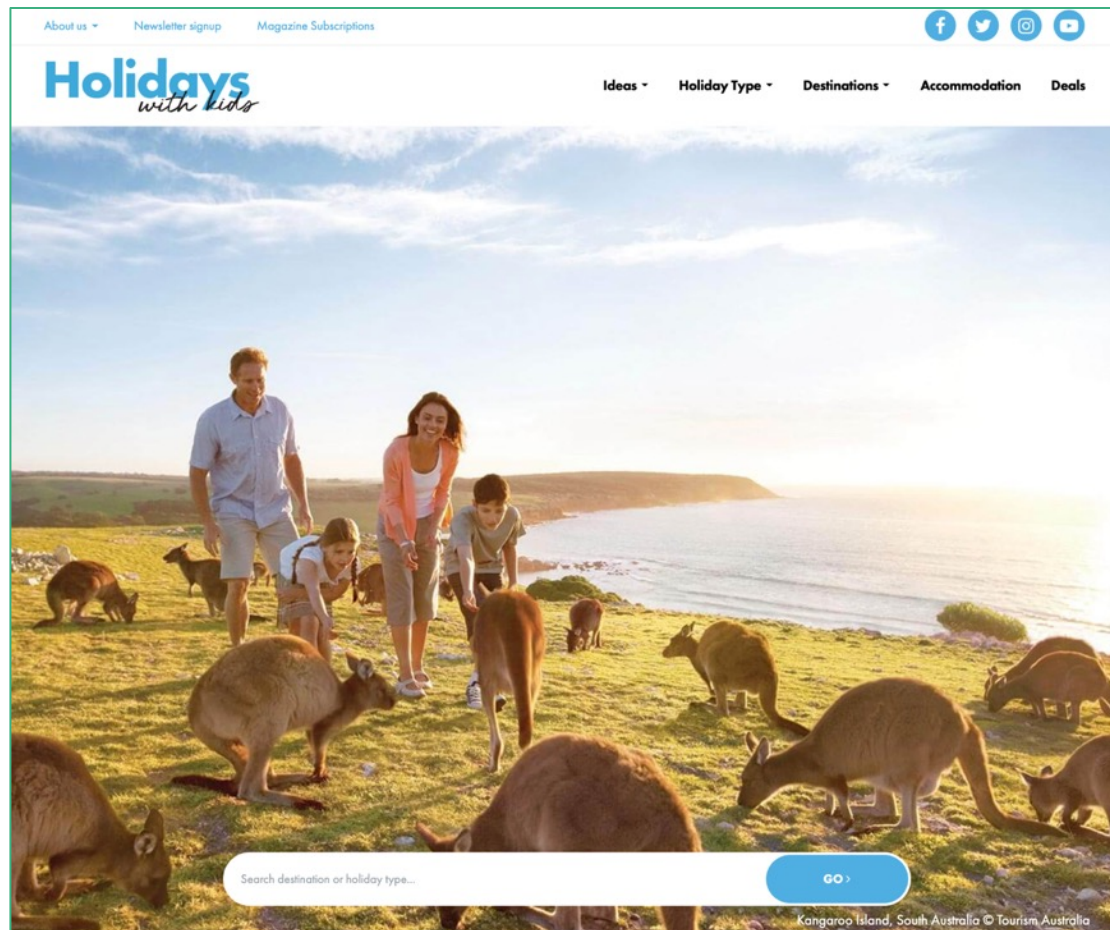 About us
Newsletter signup
Magazine Subscriptions
Holidays
with kids
Ideas
Holiday Type
Destinations
Accommodation
Deals
Search destination or holiday type...
GO >
Kangaroo Island, South Australia © Tourism Australia